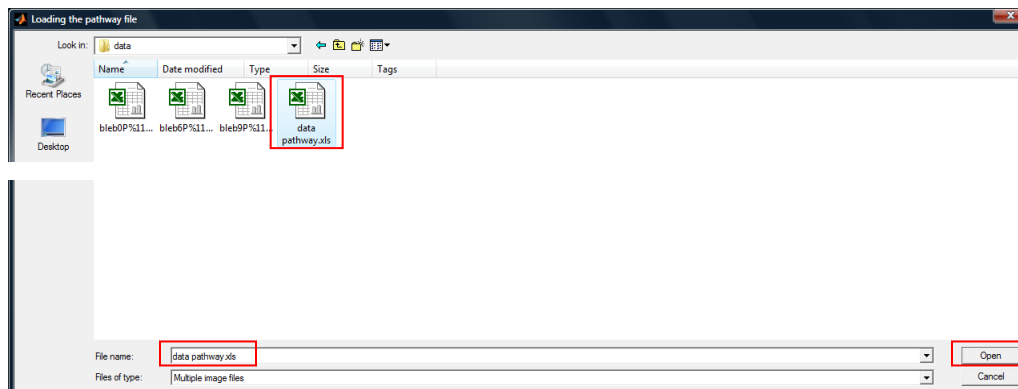 Loading the pathway file
Look in: data
Name Date modified Type Size Tags
Recent Places
bleb0P%11... bleb6P%11... bleb9P%11... data
pathway.xls
Desktop
File name: data pathway.xls Open
Files of type: Multiple image files Cancel